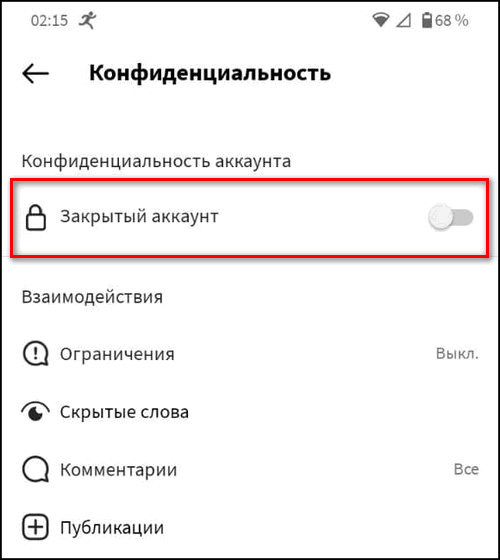 02:15 68 %
Конфиденциальность
Конфиденциальность аккаунта
Закрытый аккаунт
Взаимодействия
Ограничения Выкл.
Скрытые слова
Комментарии Все
Публикации